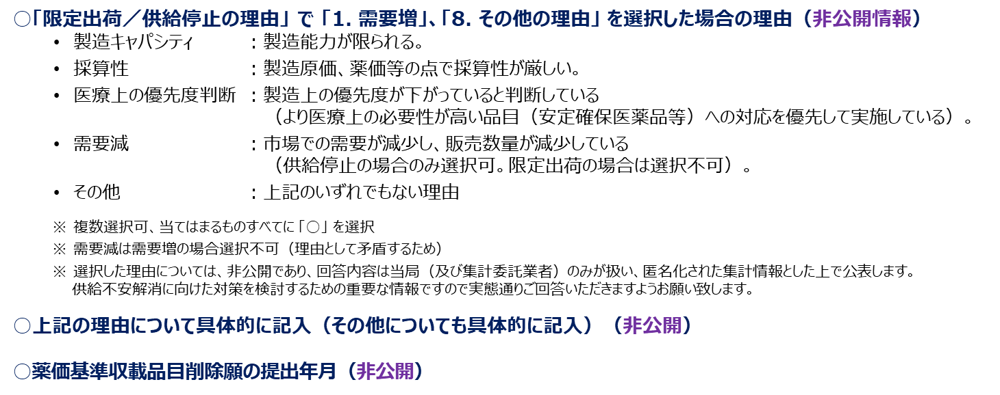 ○「限定出荷／供給停止の理由」で「1. 需要増」、「8. その他の理由」を選択した場合の理由（非公開情報）
• 製造キャパシティ ：製造能力が限られる。
• 採算性 ：製造原価、薬価等の点で採算性が厳しい。
• 医療上の優先度判断 ：製造上の優先度が下がっていると判断している
（より医療上の必要性が高い品目（安定確保医薬品等）への対応を優先して実施している）。
• 需要減 ：市場での需要が減少し、販売数量が減少している
（供給停止の場合のみ選択可。限定出荷の場合は選択不可）。
• その他 ：上記のいずれでもない理由
※ 複数選択可、当てはまるものすべてに「○」を選択
※ 需要減は需要増の場合選択不可（理由として矛盾するため）
※ 選択した理由については、非公開であり、回答内容は当局（及び集計委託業者）のみが扱い、匿名化された集計情報とした上で公表します。
供給不安解消に向けた対策を検討するための重要な情報ですので実態通りご回答いただきますようお願い致します。
○上記の理由について具体的に記入（その他についても具体的に記入）（非公開）
○薬価基準収載品目削除願の提出年月（非公開）